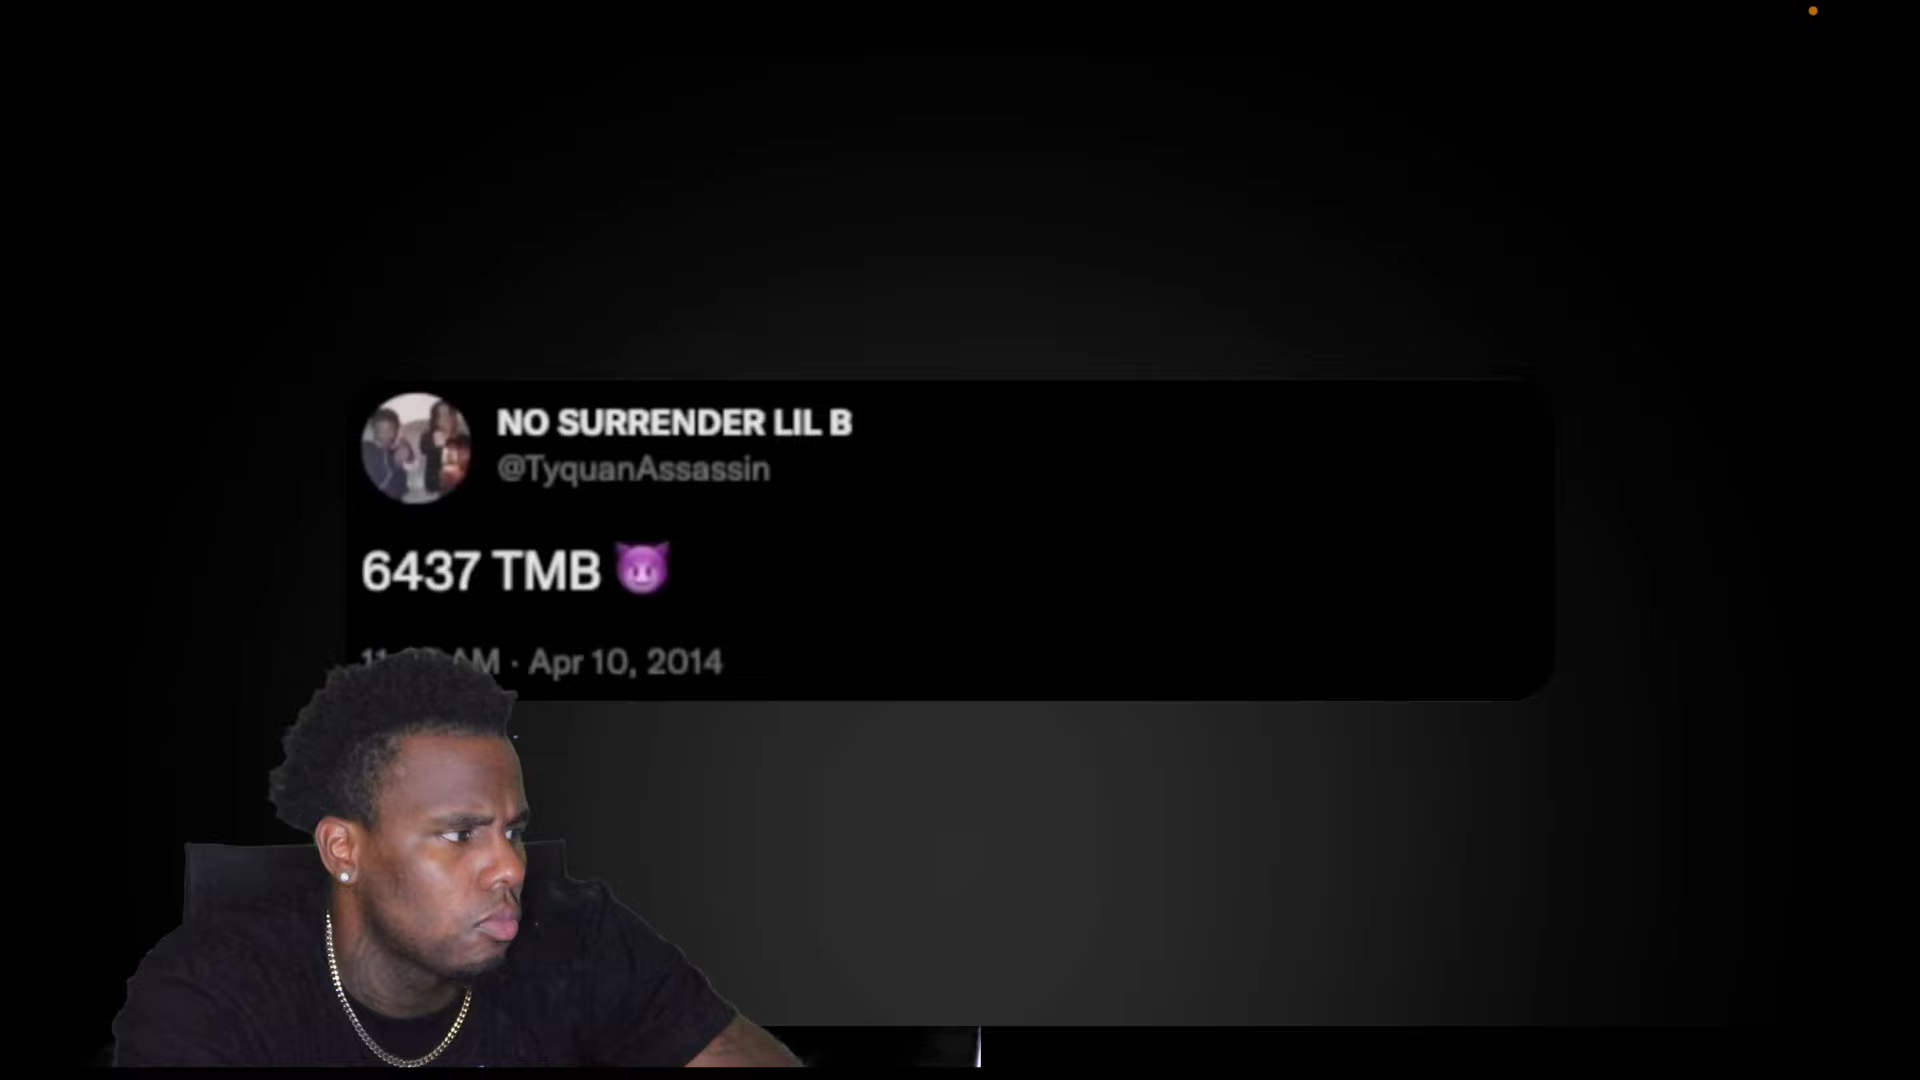 NO SURRENDER LIL B
@TyquanAssassin
6437 TMB 😈
AM · Apr 10, 2014